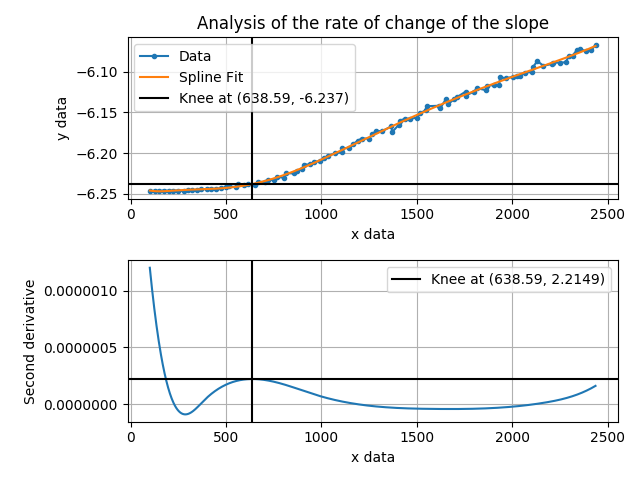 Analysis of the rate of change of the slope
Data
Spline Fit
Knee at (638.59, -6.237)
y data
−6.10
−6.15
−6.20
−6.25
0
500
1000
1500
2000
2500
x data
Knee at (638.59, 2.2149)
Second derivative
0.0000010
0.0000005
0.0000000
0
500
1000
1500
2000
2500
x data